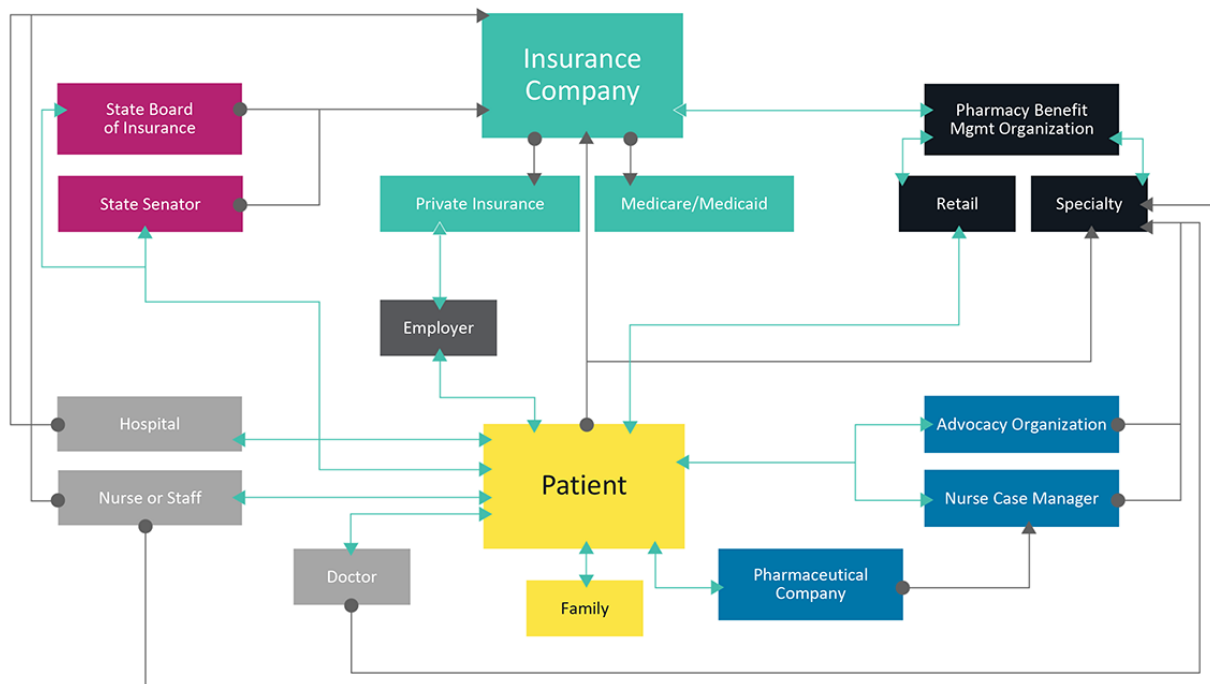 Insurance
Company
State Board
of Insurance
Pharmacy Benefit
Mgmt Organization
State Senator
Private Insurance
Medicare/Medicaid
Retail
Specialty
Employer
Hospital
Advocacy Organization
Patient
Nurse or Staff
Nurse Case Manager
Doctor
Pharmaceutical
Company
Family